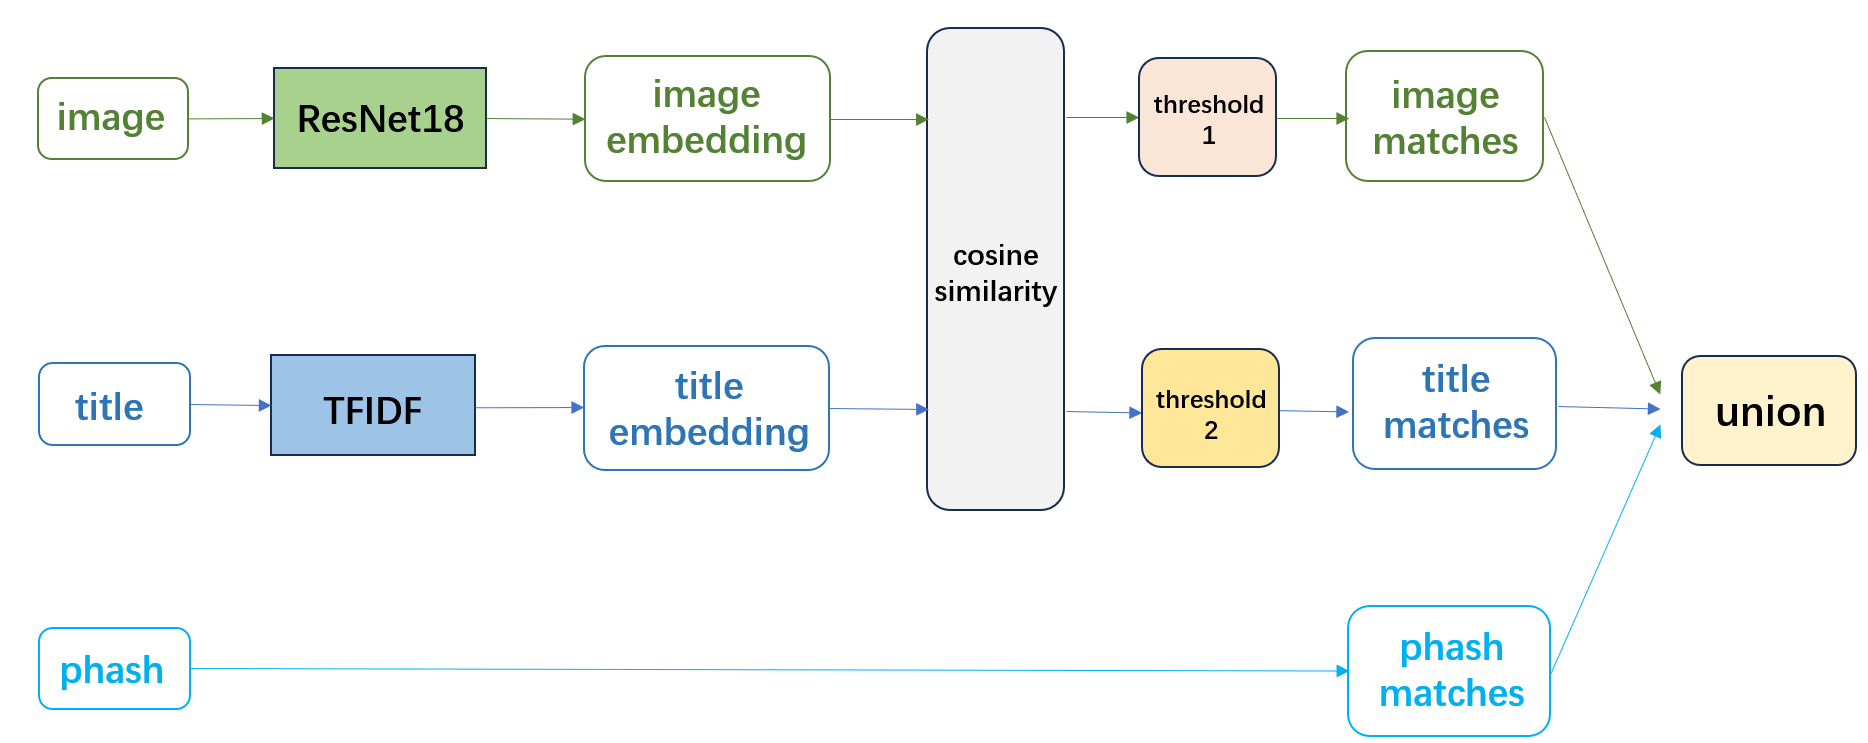 image
ResNet18
image
embedding
cosine
similarity
threshold
1
image
matches
title
TFIDF
title
embedding
threshold
2
title
matches
union
phash
phash
matches